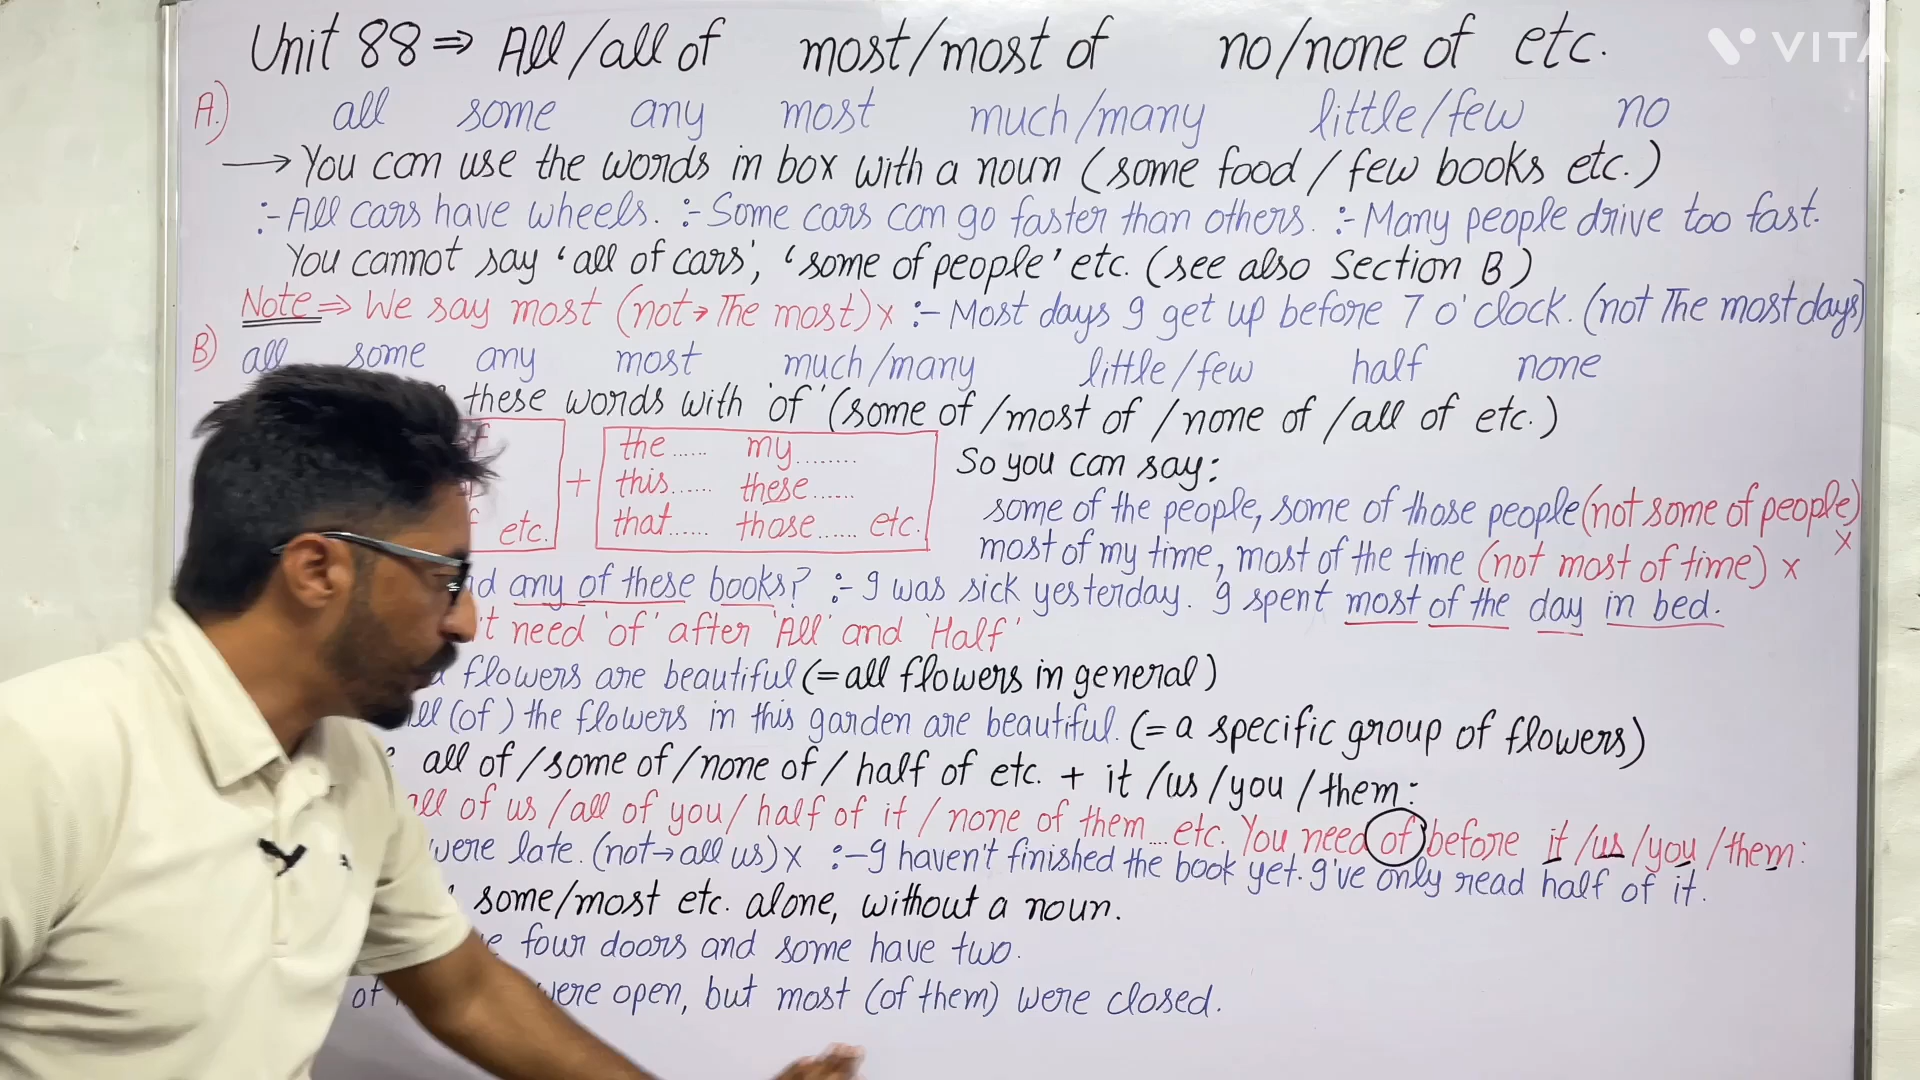 Unit 88 ⇒ All/all of most/most of no/none of etc.
VITA
A.) all some any most much/many little/few no
→ You can use the words in box with a noun (some food / few books etc.)
:- All cars have wheels. :- Some cars can go faster than others. :- Many people drive too fast.
You cannot say 'all of cars', 'some of people' etc. (see also Section B)
Note ⇒ We say most (not → The most) x :- Most days I get up before 7 o'clock. (not The most days)
B) all some any most much/many little/few half none
these words with 'of' (some of / most of / none of / all of etc.)
etc. + the ...... my ........
this ...... these ......
that ...... those ...... etc.
So you can say:
some of the people, some of those people (not some of people) x
most of my time, most of the time (not most of time) x
any of these books? :- I was sick yesterday. I spent most of the day in bed.
need 'of' after 'All' and 'Half'
flowers are beautiful (= all flowers in general)
(of) the flowers in this garden are beautiful. (= a specific group of flowers)
all of / some of / none of / half of etc. + it / us / you / them:
all of us / all of you / half of it / none of them ... etc. You need of before it / us / you / them:
were late. (not → all us) x :- I haven't finished the book yet. I've only read half of it.
some/most etc. alone, without a noun.
four doors and some have two.
of were open, but most (of them) were closed.